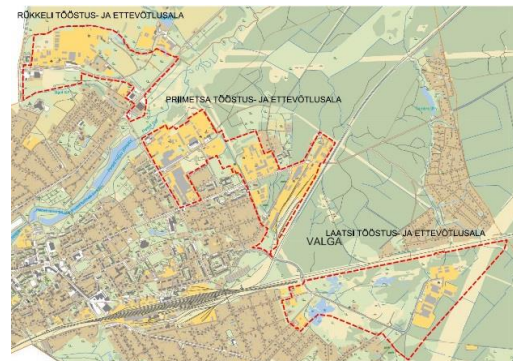 RÜKKELI TÖÖSTUS- JA ETTEVÕTLUSALA
PRIIMETSA TÖÖSTUS- JA ETTEVÕTLUSALA
LAATSI TÖÖSTUS- JA ETTEVÕTLUSALA
VALGA